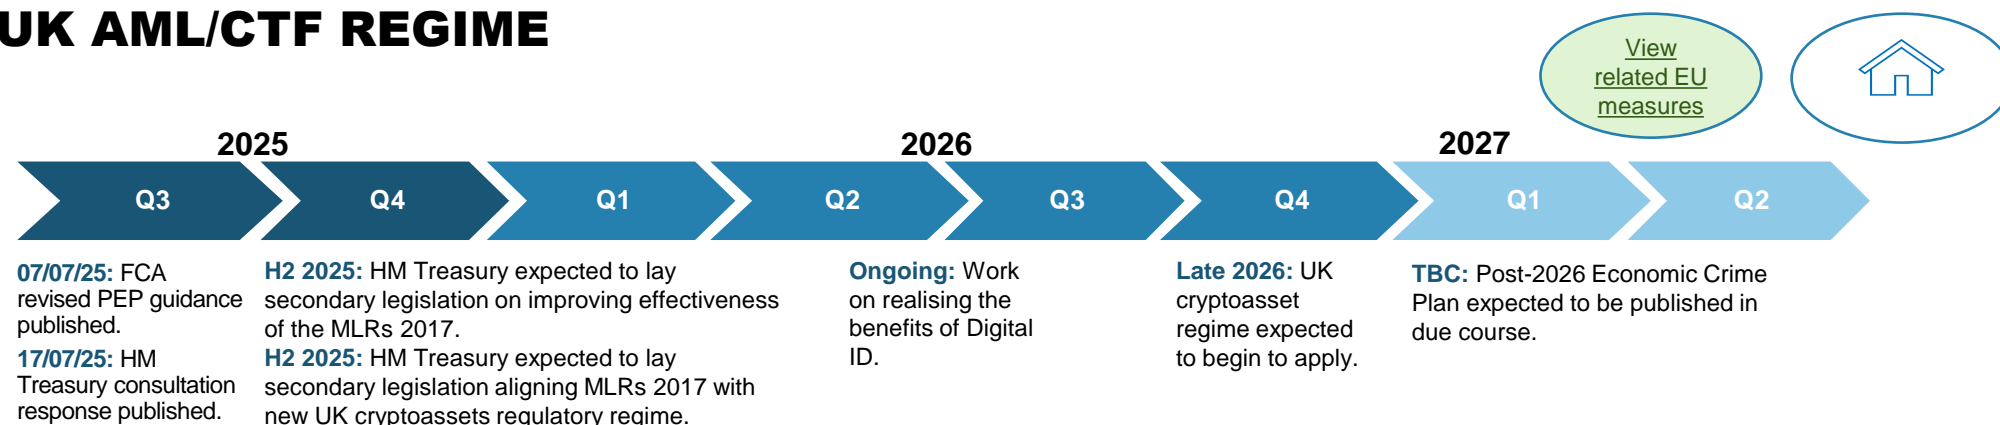 UK AML/CTF REGIME
View
related EU
measures
2025
2026
2027
Q3
Q4
Q1
Q2
Q3
Q4
Q1
Q2
07/07/25: FCA
revised PEP guidance
published.
17/07/25: HM
Treasury consultation
response published.
H2 2025: HM Treasury expected to lay
secondary legislation on improving effectiveness
of the MLRs 2017.
H2 2025: HM Treasury expected to lay
secondary legislation aligning MLRs 2017 with
new UK cryptoassets regulatory regime.
Ongoing: Work
on realising the
benefits of Digital
ID.
Late 2026: UK
cryptoasset
regime expected
to begin to apply.
TBC: Post-2026 Economic Crime
Plan expected to be published in
due course.